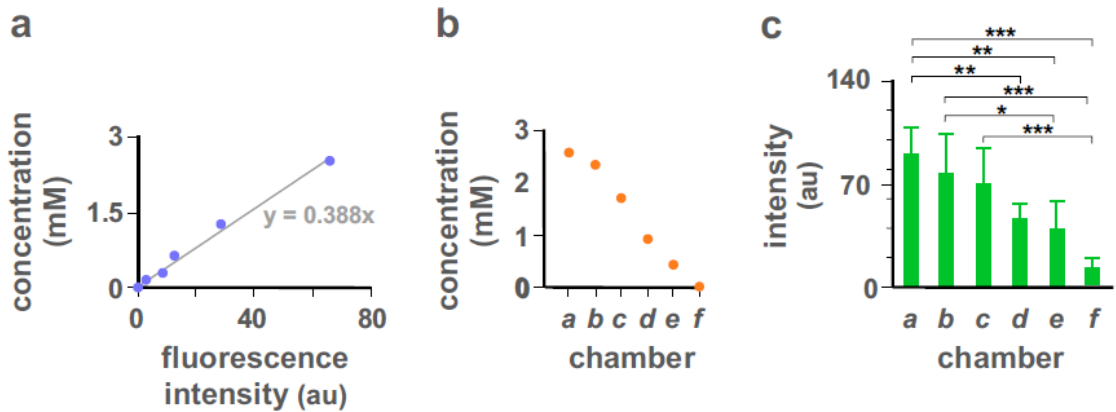 a
concentration
(mM)
3
1.5
0
y = 0.388x
0
40
80
fluorescence
intensity (au)
b
concentration
(mM)
3
2
1
0
a b c d e f
chamber
c
***
**
**
***
*
***
intensity
(au)
140
70
0
a b c d e f
chamber